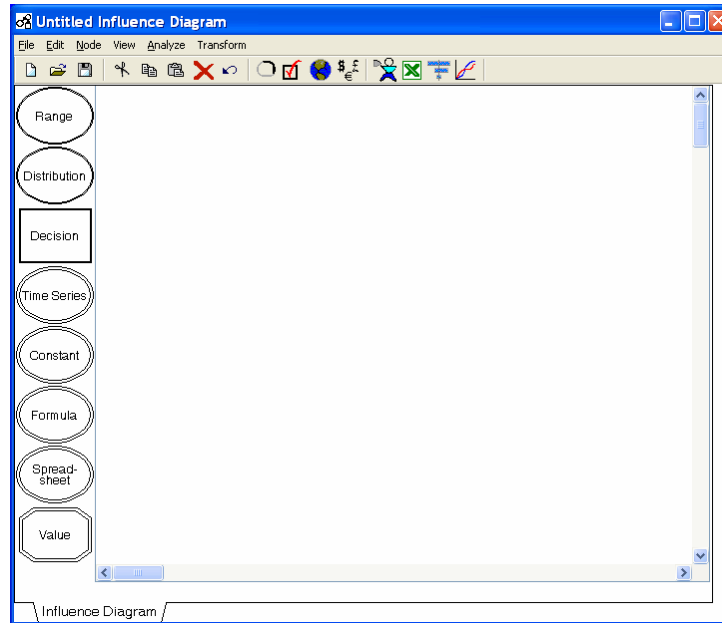 Untitled Influence Diagram
File Edit Node View Analyze Transform
$ £
€
Range
Distribution
Decision
Time Series
Constant
Formula
Spread-
sheet
Value
Influence Diagram